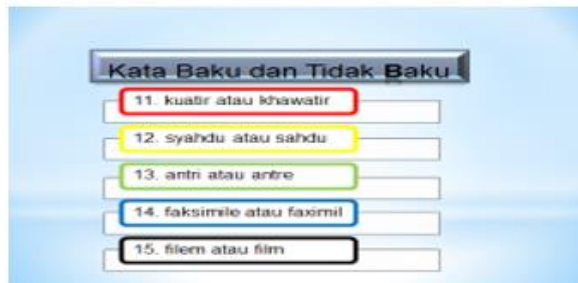 Kata Baku dan Tidak Baku
11. kuatir atau khawatir
12. syahdu atau sahdu
13. antri atau antre
14. faksimile atau faximil
15. filem atau film